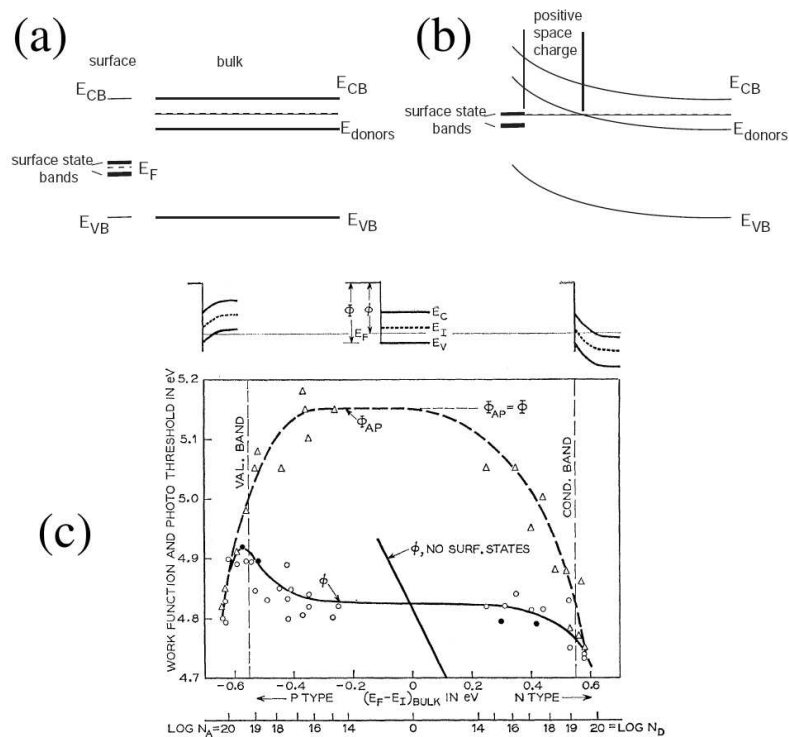 (a)
surface
bulk
E_CB
E_CB
E_donors
surface state
bands
E_F
E_VB
E_VB
(b)
positive
space
charge
E_CB
surface state
bands
E_donors
E_VB
(c)
Φ
ϕ
E_F
E_C
E_I
E_V
WORK FUNCTION AND PHOTO THRESHOLD IN eV
5.2
5.1
5.0
4.9
4.8
4.7
VAL. BAND
Φ_AP
Φ_AP = Φ
COND. BAND
ϕ, NO SURF. STATES
ϕ
-0.6 -0.4 -0.2 0 0.2 0.4 0.6
P TYPE (E_F-E_I)_BULK IN eV N TYPE
LOG N_A=20 19 18 16 14 14 16 18 19 20 = LOG N_D